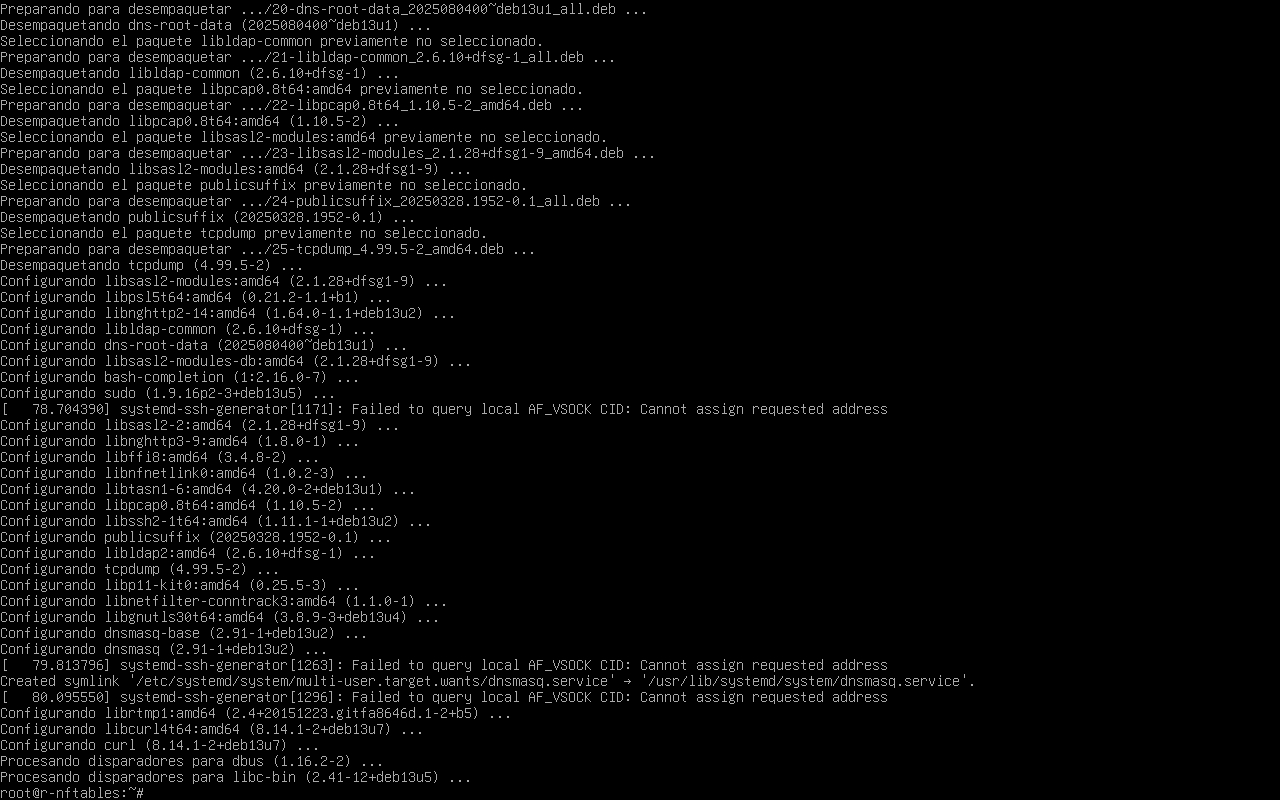 Preparando para desempaquetar .../20-dns-root-data_2025080400~deb13u1_all.deb ...
Desempaquetando dns-root-data (2025080400~deb13u1) ...
Seleccionando el paquete libldap-common previamente no seleccionado.
Preparando para desempaquetar .../21-libldap-common_2.6.10+dfsg-1_all.deb ...
Desempaquetando libldap-common (2.6.10+dfsg-1) ...
Seleccionando el paquete libpcap0.8t64:amd64 previamente no seleccionado.
Preparando para desempaquetar .../22-libpcap0.8t64_1.10.5-2_amd64.deb ...
Desempaquetando libpcap0.8t64:amd64 (1.10.5-2) ...
Seleccionando el paquete libsasl2-modules:amd64 previamente no seleccionado.
Preparando para desempaquetar .../23-libsasl2-modules_2.1.28+dfsg1-9_amd64.deb ...
Desempaquetando libsasl2-modules:amd64 (2.1.28+dfsg1-9) ...
Seleccionando el paquete publicsuffix previamente no seleccionado.
Preparando para desempaquetar .../24-publicsuffix_20250328.1952-0.1_all.deb ...
Desempaquetando publicsuffix (20250328.1952-0.1) ...
Seleccionando el paquete tcpdump previamente no seleccionado.
Preparando para desempaquetar .../25-tcpdump_4.99.5-2_amd64.deb ...
Desempaquetando tcpdump (4.99.5-2) ...
Configurando libsasl2-modules:amd64 (2.1.28+dfsg1-9) ...
Configurando libpsl5t64:amd64 (0.21.2-1.1+b1) ...
Configurando libnghttp2-14:amd64 (1.64.0-1.1+deb13u2) ...
Configurando libldap-common (2.6.10+dfsg-1) ...
Configurando dns-root-data (2025080400~deb13u1) ...
Configurando libsasl2-modules-db:amd64 (2.1.28+dfsg1-9) ...
Configurando bash-completion (1:2.16.0-7) ...
Configurando sudo (1.9.16p2-3+deb13u5) ...
[   78.704390] systemd-ssh-generator[1171]: Failed to query local AF_VSOCK CID: Cannot assign requested address
Configurando libsasl2-2:amd64 (2.1.28+dfsg1-9) ...
Configurando libnghttp3-9:amd64 (1.8.0-1) ...
Configurando libffi8:amd64 (3.4.8-2) ...
Configurando libnfnetlink0:amd64 (1.0.2-3) ...
Configurando libtasn1-6:amd64 (4.20.0-2+deb13u1) ...
Configurando libpcap0.8t64:amd64 (1.10.5-2) ...
Configurando libssh2-1t64:amd64 (1.11.1-1+deb13u2) ...
Configurando publicsuffix (20250328.1952-0.1) ...
Configurando libldap2:amd64 (2.6.10+dfsg-1) ...
Configurando tcpdump (4.99.5-2) ...
Configurando libp11-kit0:amd64 (0.25.5-3) ...
Configurando libnetfilter-conntrack3:amd64 (1.1.0-1) ...
Configurando libgnutls30t64:amd64 (3.8.9-3+deb13u4) ...
Configurando dnsmasq-base (2.91-1+deb13u2) ...
Configurando dnsmasq (2.91-1+deb13u2) ...
[   79.813796] systemd-ssh-generator[1263]: Failed to query local AF_VSOCK CID: Cannot assign requested address
Created symlink '/etc/systemd/system/multi-user.target.wants/dnsmasq.service' → '/usr/lib/systemd/system/dnsmasq.service'.
[   80.095550] systemd-ssh-generator[1296]: Failed to query local AF_VSOCK CID: Cannot assign requested address
Configurando librtmp1:amd64 (2.4+20151223.gitfa8646d.1-2+b5) ...
Configurando libcurl4t64:amd64 (8.14.1-2+deb13u7) ...
Configurando curl (8.14.1-2+deb13u7) ...
Procesando disparadores para dbus (1.16.2-2) ...
Procesando disparadores para libc-bin (2.41-12+deb13u5) ...
root@r-nftables:~#